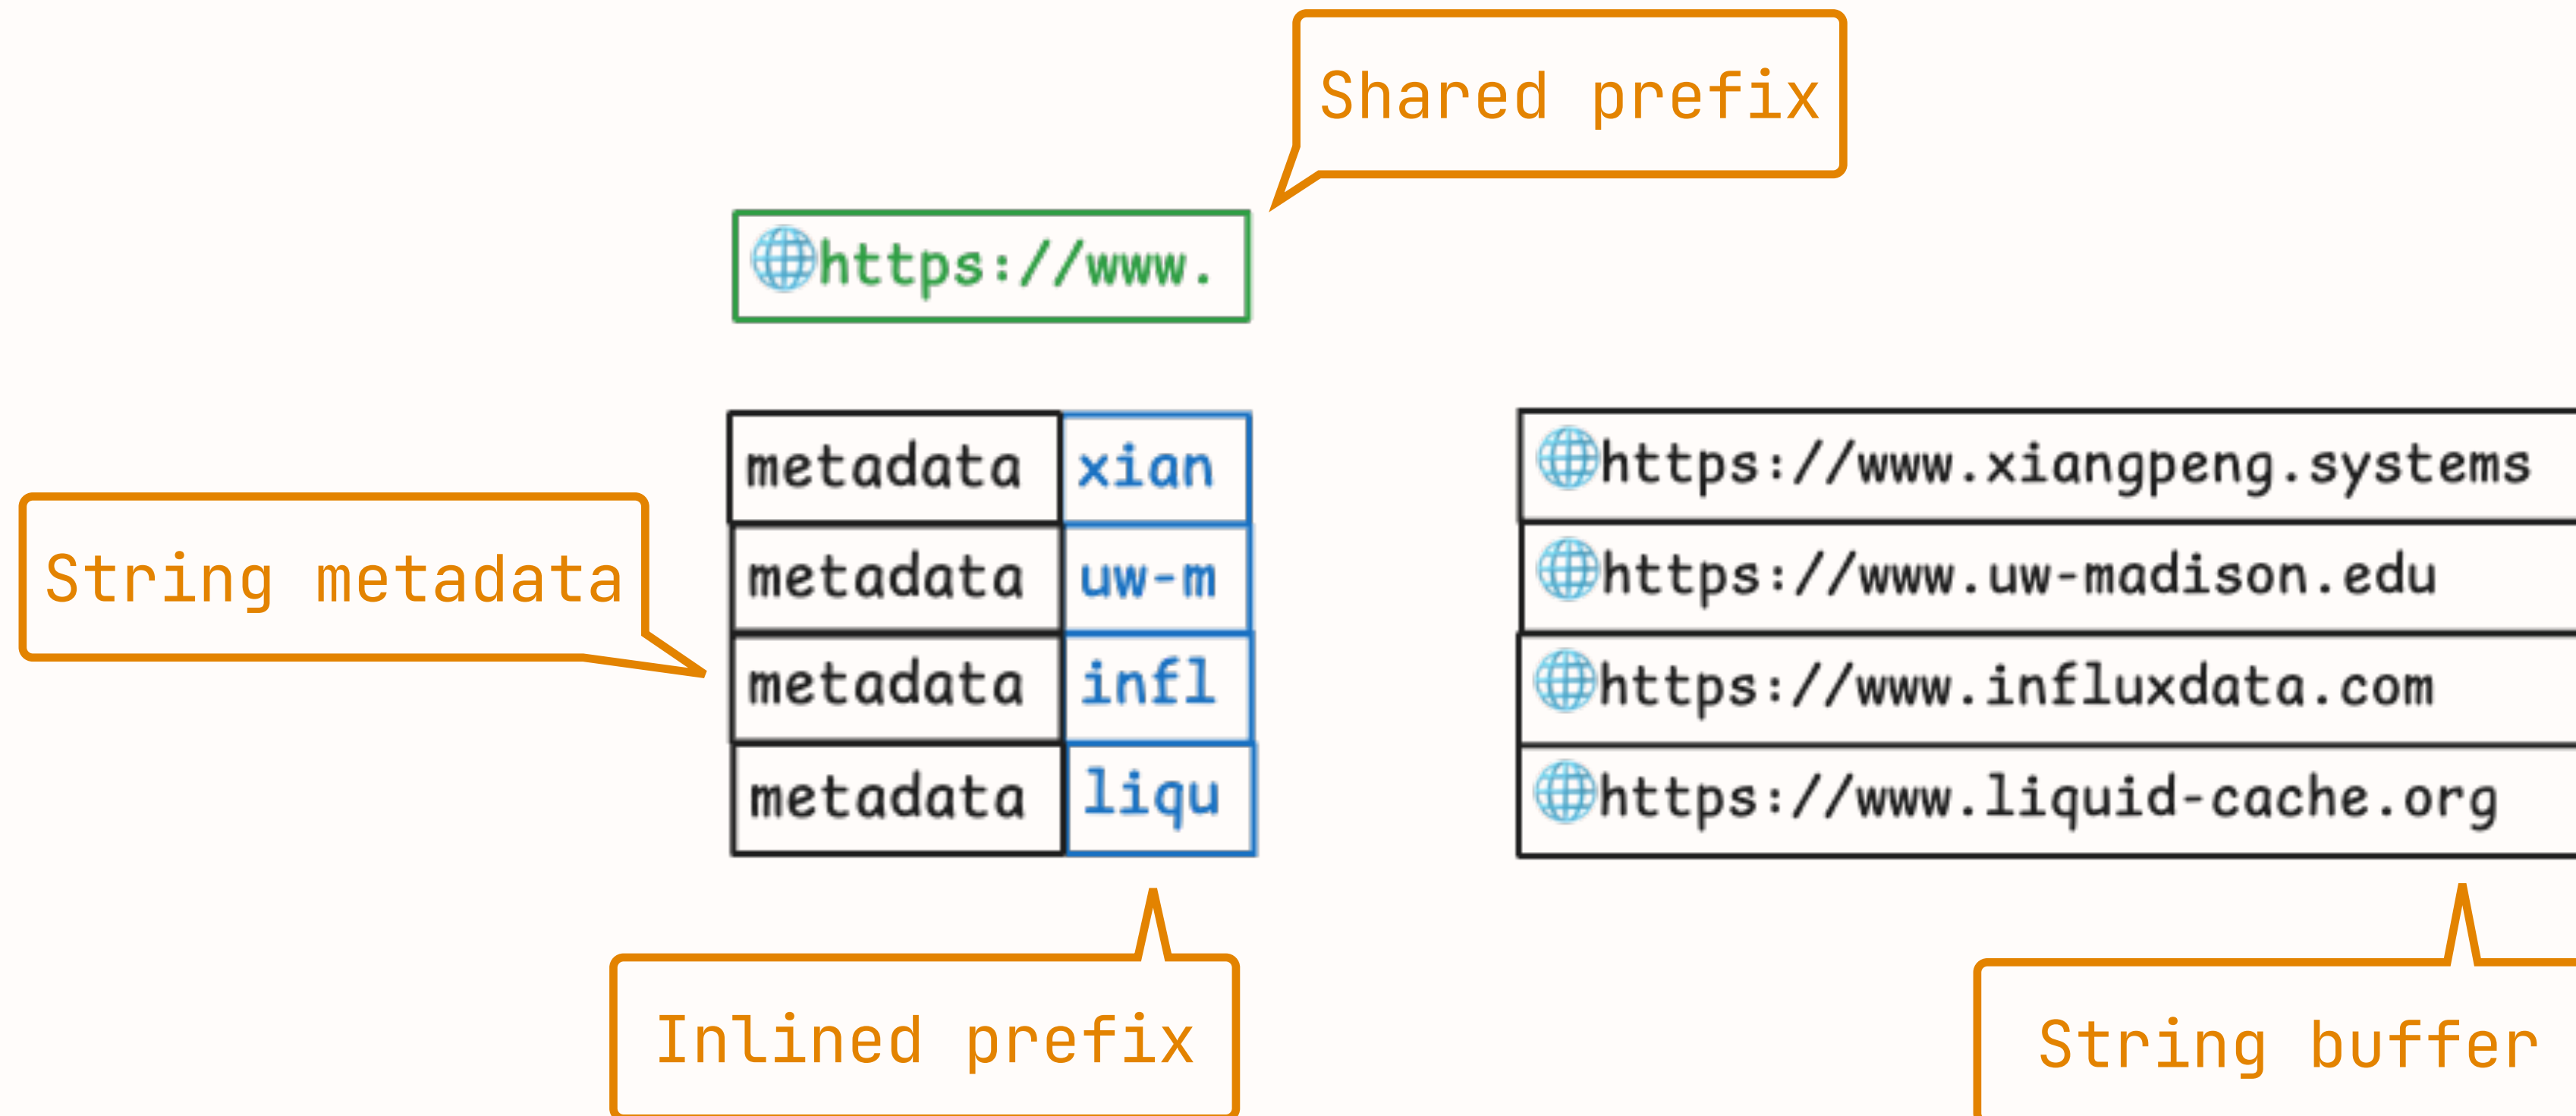 Shared prefix
🌐https://www.
metadata xian
🌐https://www.xiangpeng.systems
metadata uw-m
🌐https://www.uw-madison.edu
String metadata
metadata infl
🌐https://www.influxdata.com
metadata liqu
🌐https://www.liquid-cache.org
Inlined prefix
String buffer